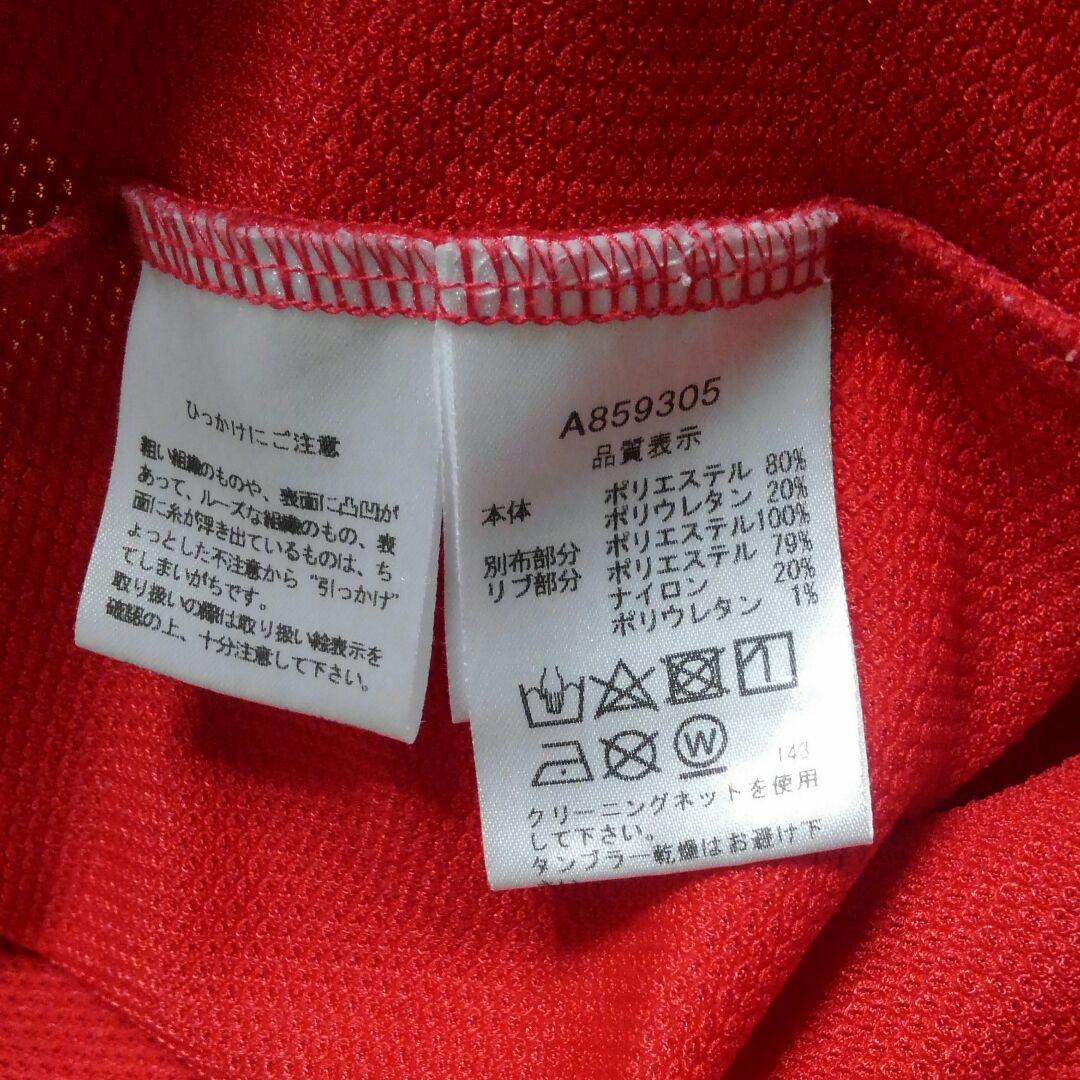 ひっかけにご注意
粗い組織のものや、表面に凸凹が
あって、ルーズな組織のもの、表
面に糸が浮き出ているものは、ち
ょっとした不注意から“引っかけ”
てしまいがちです。
取り扱いの際は取り扱い絵表示を
確認の上、十分注意して下さい。
A859305
品質表示
本体 ポリエステル 80%
ポリウレタン 20%
別布部分 ポリエステル100%
リブ部分 ポリエステル 79%
ナイロン 20%
ポリウレタン 1%
W
143
クリーニングネットを使用
して下さい。
タンブラー乾燥はお避け下